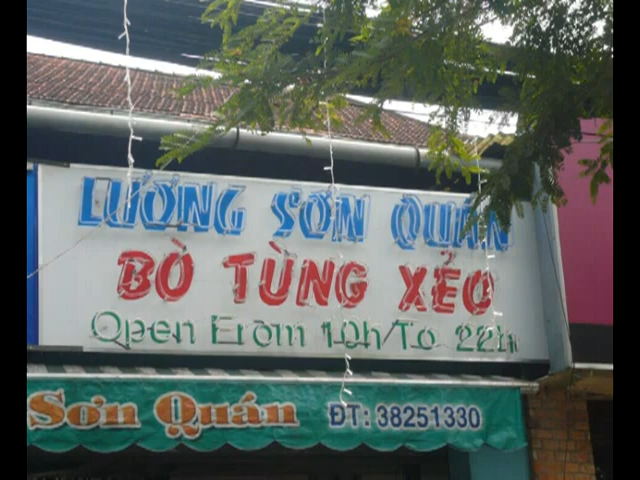 LƯƠNG SƠN QUÁN
BÒ TÙNG XẺO
Open From 10h/To 22h
Sơn Quán ĐT: 38251330